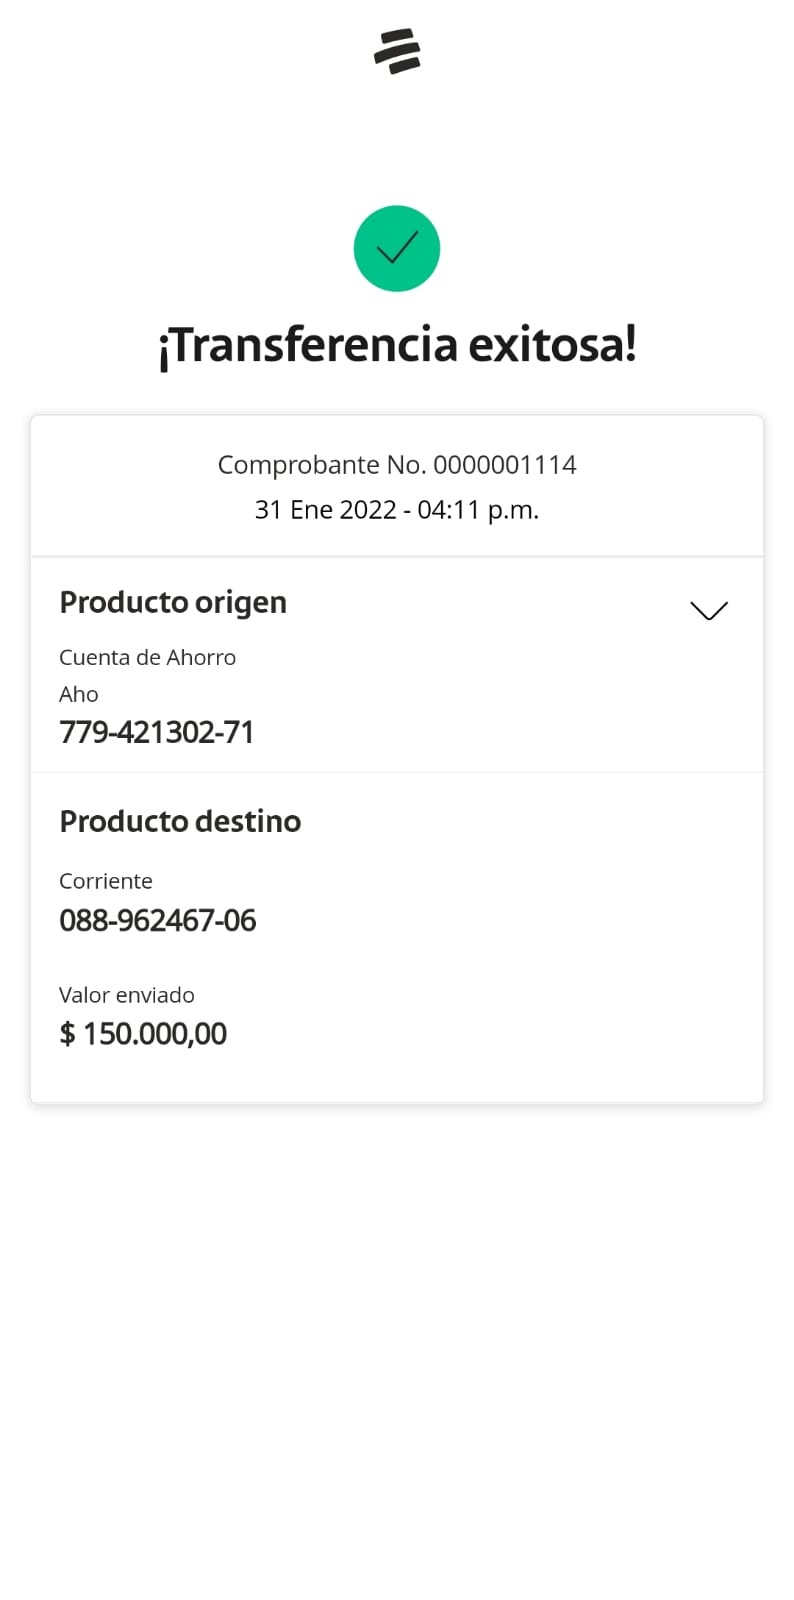 ¡Transferencia exitosa!
Comprobante No. 0000001114
31 Ene 2022 - 04:11 p.m.
Producto origen
Cuenta de Ahorro
Aho
779-421302-71
Producto destino
Corriente
088-962467-06
Valor enviado
$ 150.000,00